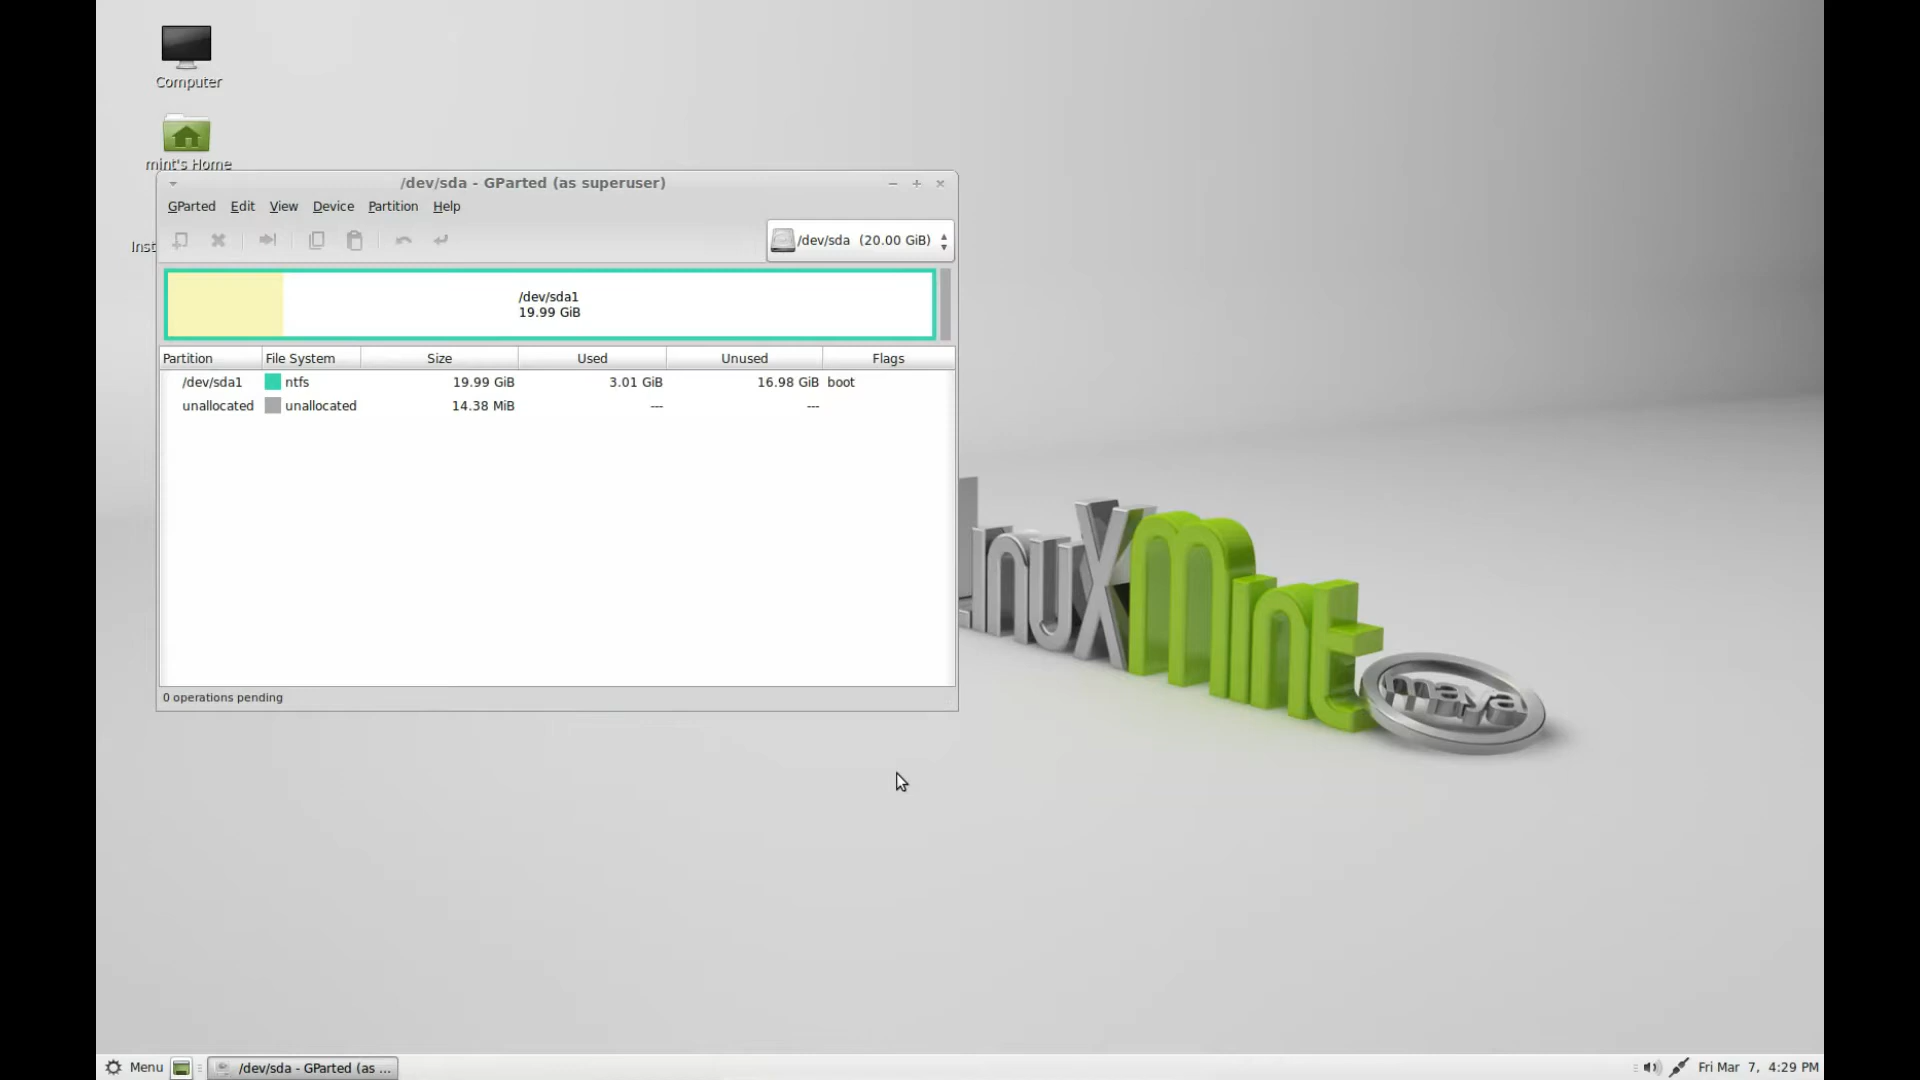 Computer
mint's Home
Inst
/dev/sda - GParted (as superuser)
GParted Edit View Device Partition Help
/dev/sda (20.00 GiB)
/dev/sda1
19.99 GiB
Partition File System Size Used Unused Flags
/dev/sda1 ntfs 19.99 GiB 3.01 GiB 16.98 GiB boot
unallocated unallocated 14.38 MiB --- ---
LinuxMint
maya
0 operations pending
Menu /dev/sda - GParted (as ... Fri Mar 7, 4:29 PM